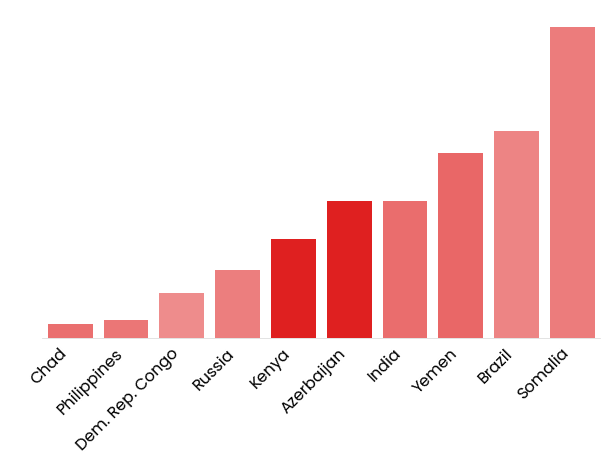 Chad
Philippines
Dem. Rep. Congo
Russia
Kenya
Azerbaijan
India
Yemen
Brazil
Somalia